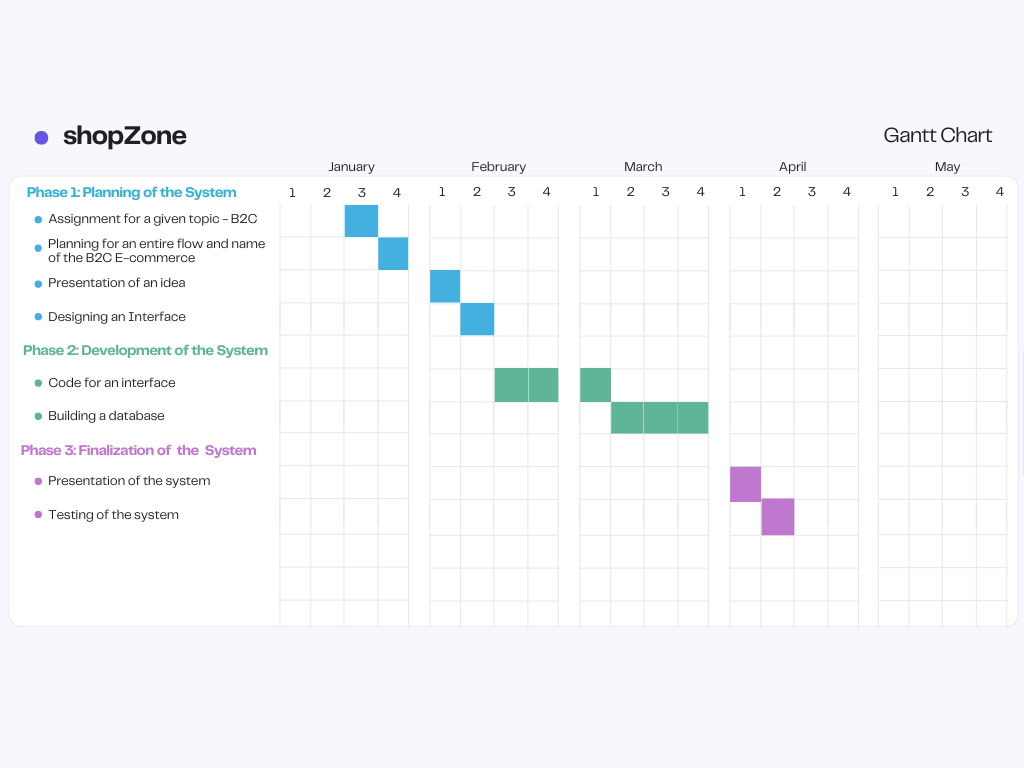 shopZone
Gantt Chart
January February March April May
Phase 1: Planning of the System
1 2 3 4 1 2 3 4 1 2 3 4 1 2 3 4 1 2 3 4
Assignment for a given topic - B2C
Planning for an entire flow and name
of the B2C E-commerce
Presentation of an idea
Designing an Interface
Phase 2: Development of the System
Code for an interface
Building a database
Phase 3: Finalization of the System
Presentation of the system
Testing of the system